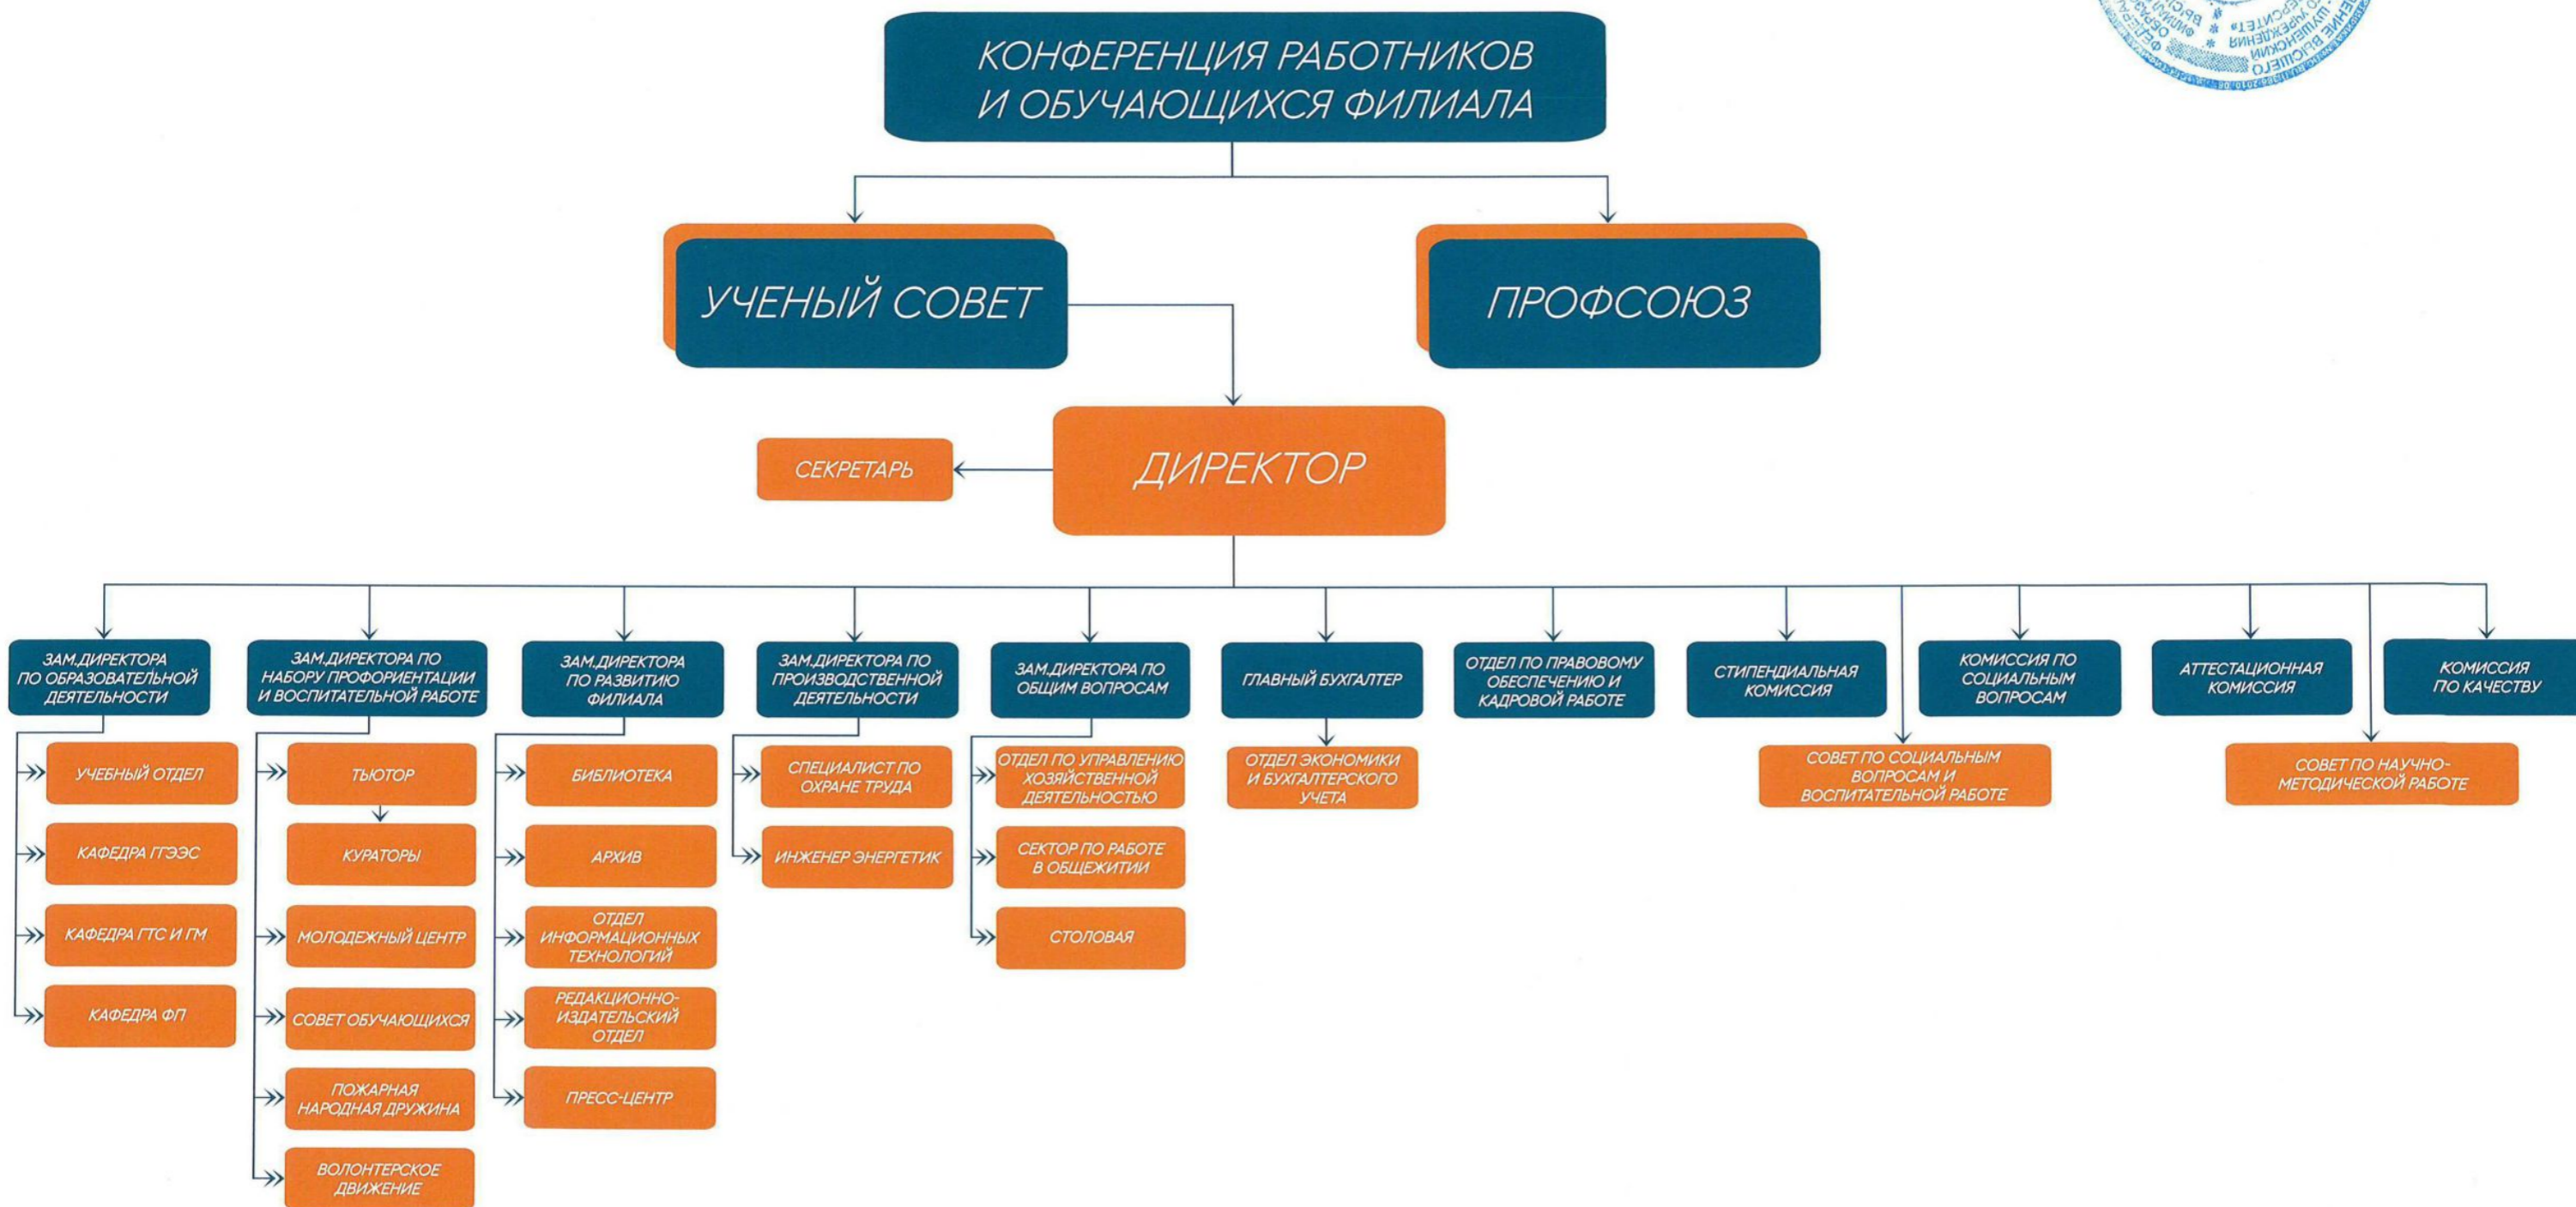 КОНФЕРЕНЦИЯ РАБОТНИКОВ
И ОБУЧАЮЩИХСЯ ФИЛИАЛА
УЧЕНЫЙ СОВЕТ
ПРОФСОЮЗ
СЕКРЕТАРЬ
ДИРЕКТОР
ЗАМ.ДИРЕКТОРА
ПО ОБРАЗОВАТЕЛЬНОЙ
ДЕЯТЕЛЬНОСТИ
ЗАМ.ДИРЕКТОРА ПО
НАБОРУ ПРОФОРИЕНТАЦИИ
И ВОСПИТАТЕЛЬНОЙ РАБОТЕ
ЗАМ.ДИРЕКТОРА
ПО РАЗВИТИЮ
ФИЛИАЛА
ЗАМ.ДИРЕКТОРА ПО
ПРОИЗВОДСТВЕННОЙ
ДЕЯТЕЛЬНОСТИ
ЗАМ.ДИРЕКТОРА ПО
ОБЩИМ ВОПРОСАМ
ГЛАВНЫЙ БУХГАЛТЕР
ОТДЕЛ ПО ПРАВОВОМУ
ОБЕСПЕЧЕНИЮ И
КАДРОВОЙ РАБОТЕ
СТИПЕНДИАЛЬНАЯ
КОМИССИЯ
КОМИССИЯ ПО
СОЦИАЛЬНЫМ
ВОПРОСАМ
АТТЕСТАЦИОННАЯ
КОМИССИЯ
КОМИССИЯ
ПО КАЧЕСТВУ
УЧЕБНЫЙ ОТДЕЛ
КАФЕДРА ГГЭЭС
КАФЕДРА ГТС И ГМ
КАФЕДРА ФП
ТЬЮТОР
КУРАТОРЫ
МОЛОДЕЖНЫЙ ЦЕНТР
СОВЕТ ОБУЧАЮЩИХСЯ
ПОЖАРНАЯ
НАРОДНАЯ ДРУЖИНА
ВОЛОНТЕРСКОЕ
ДВИЖЕНИЕ
БИБЛИОТЕКА
АРХИВ
ОТДЕЛ
ИНФОРМАЦИОННЫХ
ТЕХНОЛОГИЙ
РЕДАКЦИОННО-
ИЗДАТЕЛЬСКИЙ
ОТДЕЛ
ПРЕСС-ЦЕНТР
СПЕЦИАЛИСТ ПО
ОХРАНЕ ТРУДА
ИНЖЕНЕР ЭНЕРГЕТИК
ОТДЕЛ ПО УПРАВЛЕНИЮ
ХОЗЯЙСТВЕННОЙ
ДЕЯТЕЛЬНОСТЬЮ
СЕКТОР ПО РАБОТЕ
В ОБЩЕЖИТИИ
СТОЛОВАЯ
ОТДЕЛ ЭКОНОМИКИ
И БУХГАЛТЕРСКОГО
УЧЕТА
СОВЕТ ПО СОЦИАЛЬНЫМ
ВОПРОСАМ И
ВОСПИТАТЕЛЬНОЙ РАБОТЕ
СОВЕТ ПО НАУЧНО-
МЕТОДИЧЕСКОЙ РАБОТЕ